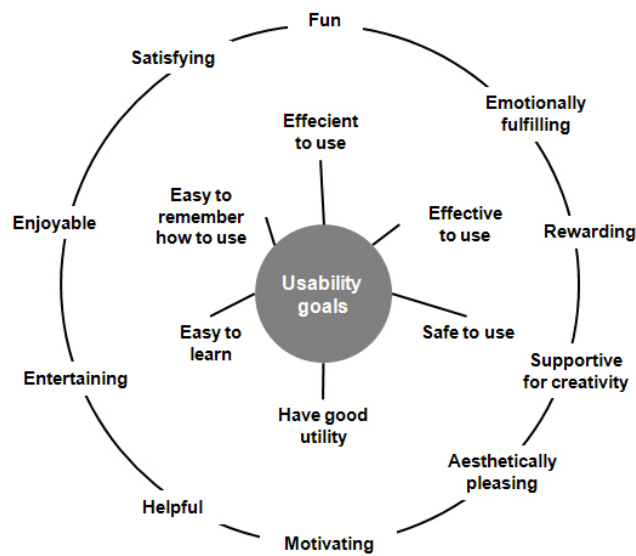 Fun
Satisfying
Emotionally
fulfilling
Effecient
to use
Easy to
remember
how to use
Effective
to use
Enjoyable
Rewarding
Usability
goals
Easy to
learn
Safe to use
Entertaining
Supportive
for creativity
Have good
utility
Aesthetically
pleasing
Helpful
Motivating